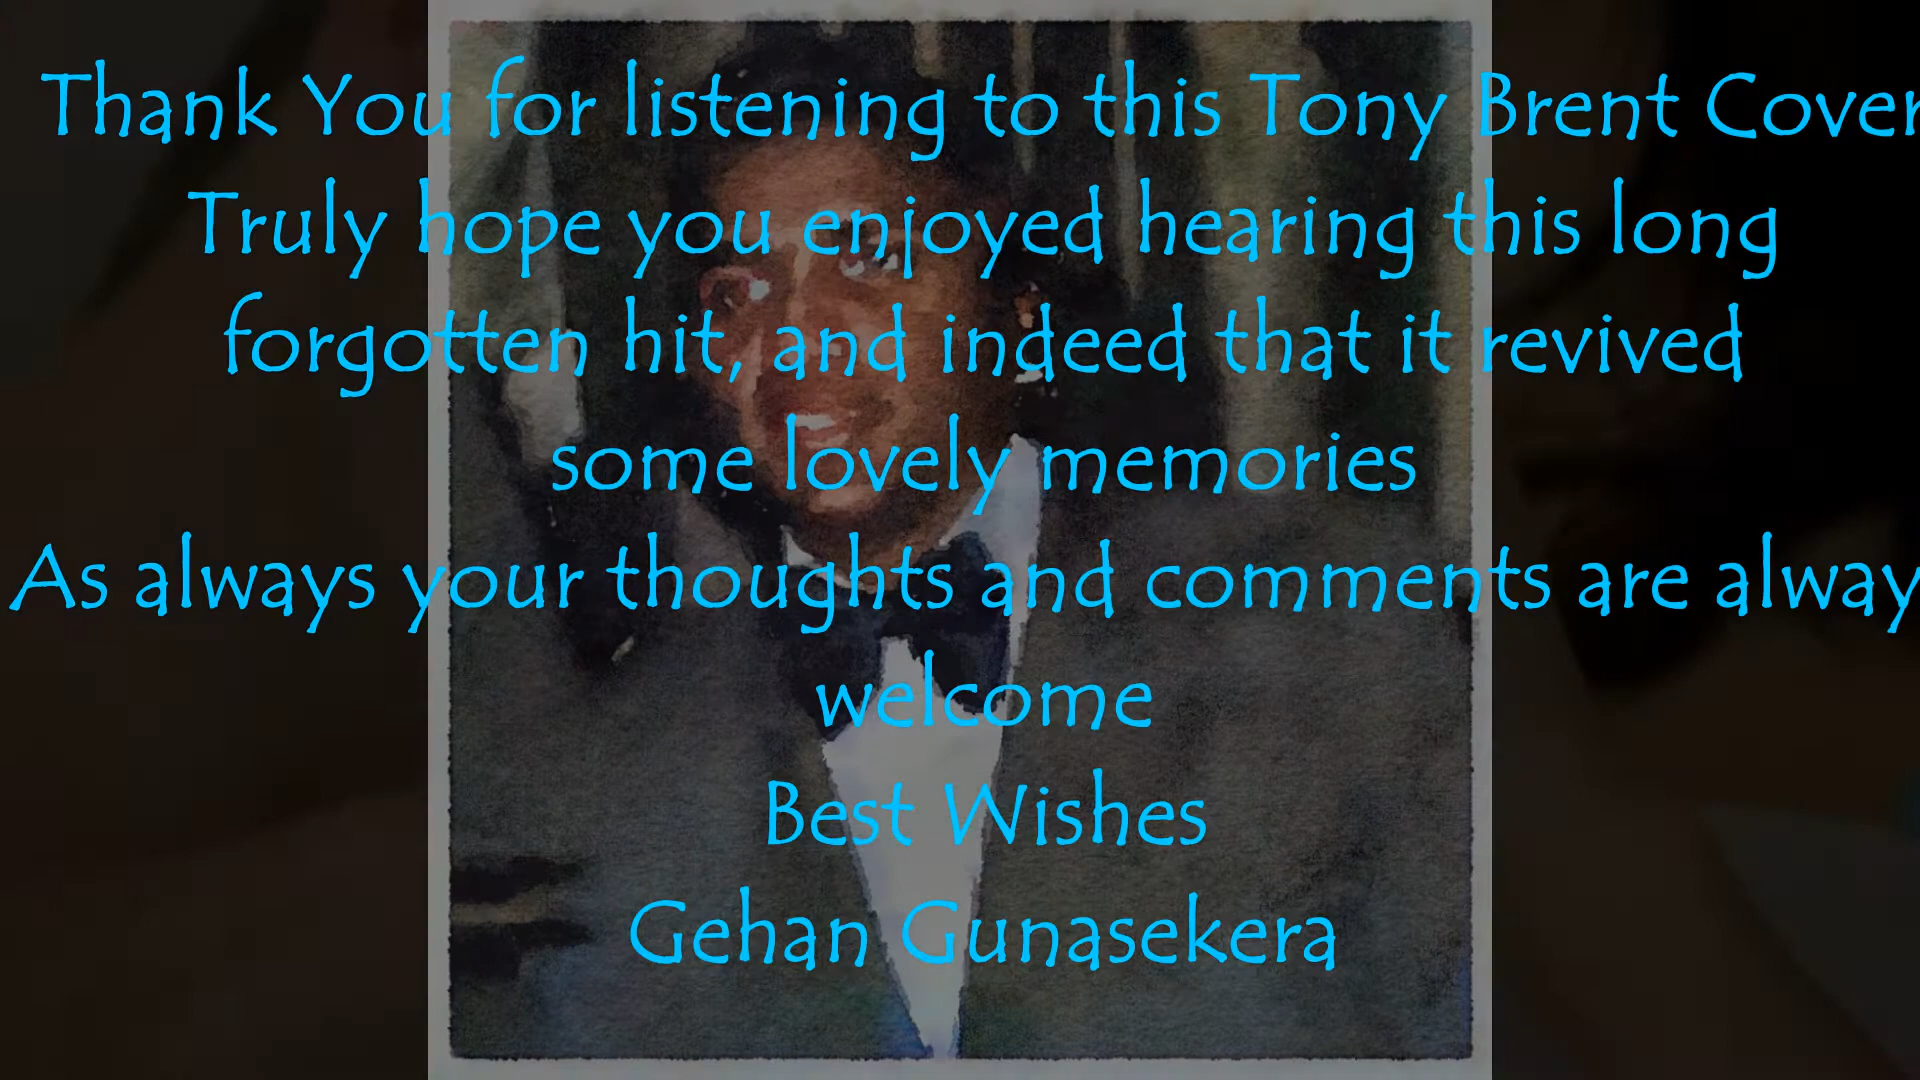 Thank You for listening to this Tony Brent Cover
Truly hope you enjoyed hearing this long
forgotten hit, and indeed that it revived
some lovely memories
As always your thoughts and comments are alway
welcome
Best Wishes
Gehan Gunasekera